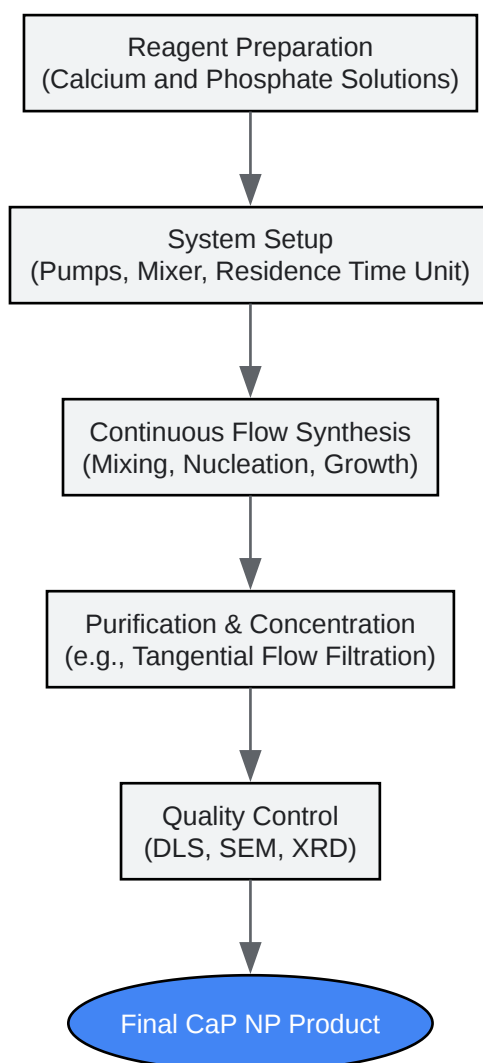 Reagent Preparation
(Calcium and Phosphate Solutions)
System Setup
(Pumps, Mixer, Residence Time Unit)
Continuous Flow Synthesis
(Mixing, Nucleation, Growth)
Purification & Concentration
(e.g., Tangential Flow Filtration)
Quality Control
(DLS, SEM, XRD)
Final CaP NP Product